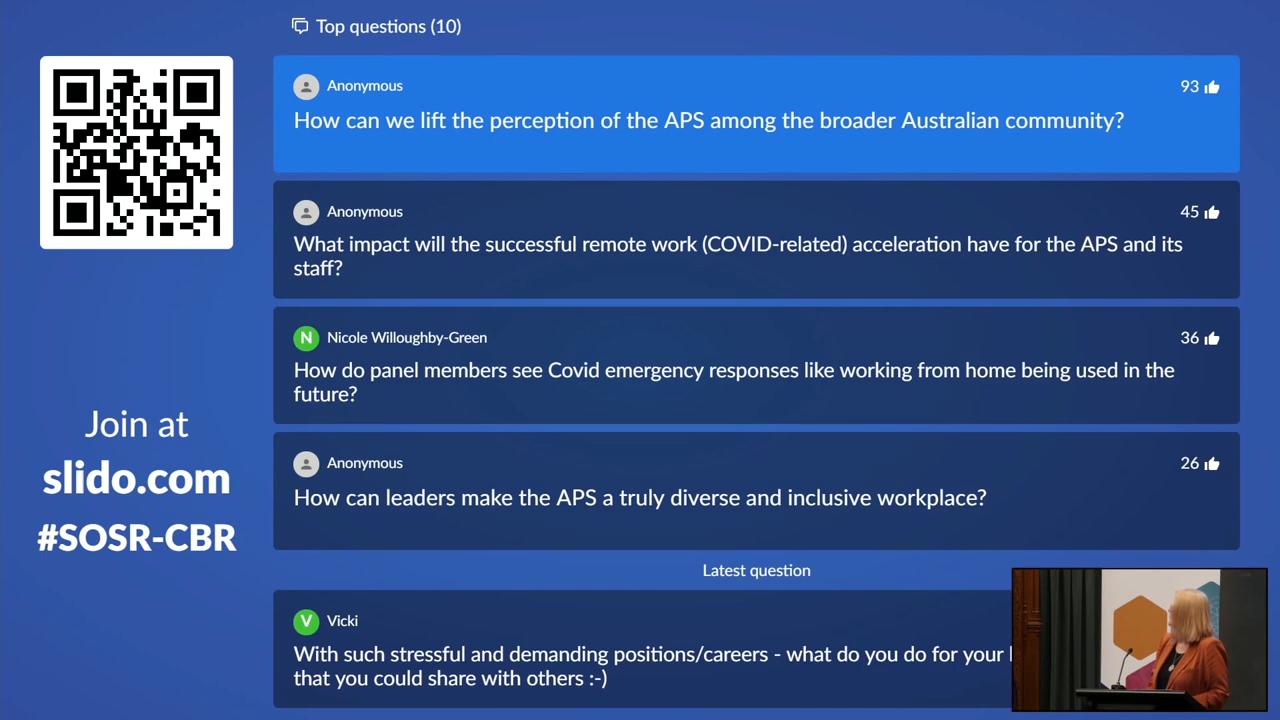 Top questions (10)
Anonymous
93
How can we lift the perception of the APS among the broader Australian community?
Anonymous
45
What impact will the successful remote work (COVID-related) acceleration have for the APS and its
staff?
N
Nicole Willoughby-Green
36
How do panel members see Covid emergency responses like working from home being used in the
future?
Anonymous
26
How can leaders make the APS a truly diverse and inclusive workplace?
Join at
slido.com
#SOSR-CBR
Latest question
V
Vicki
With such stressful and demanding positions/careers - what do you do for your
that you could share with others :-)